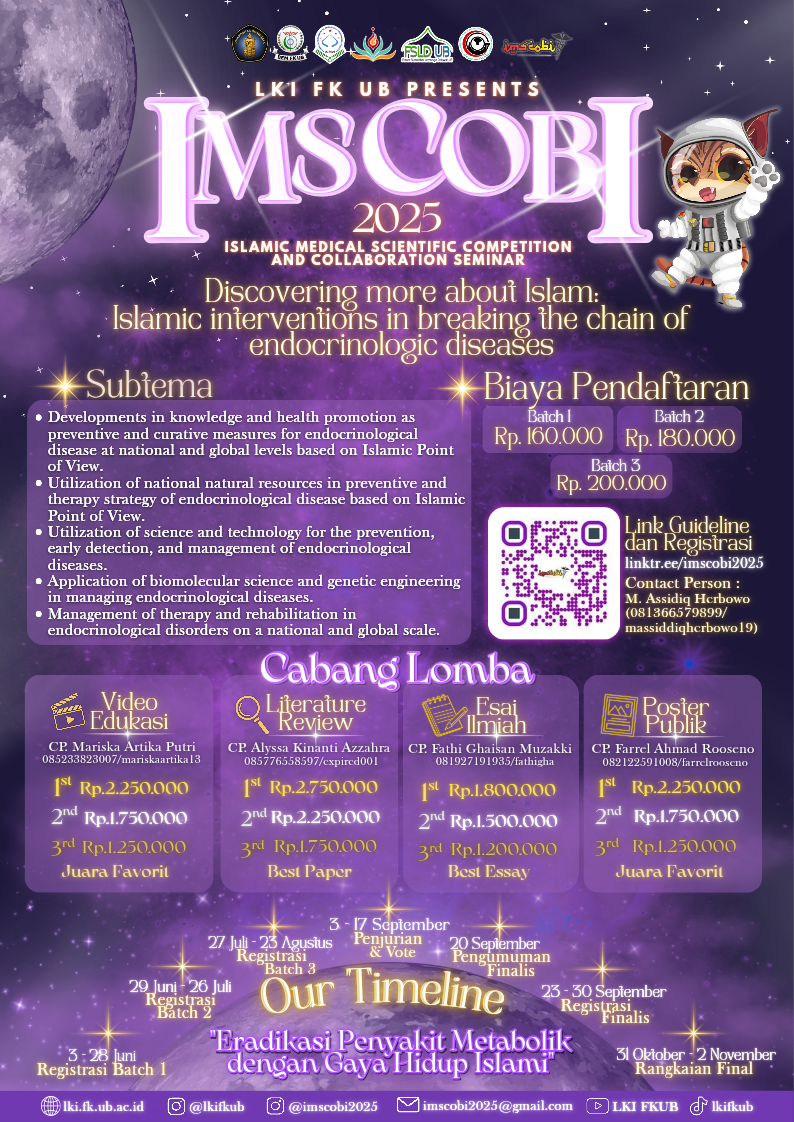 LKI FK UB PRESENTS
IMSCOBI
2025
ISLAMIC MEDICAL SCIENTIFIC COMPETITION
AND COLLABORATION SEMINAR
Discovering more about Islam:
Islamic interventions in breaking the chain of
endocrinologic diseases
Subtema
• Developments in knowledge and health promotion as
preventive and curative measures for endocrinological
disease at national and global levels based on Islamic Point
of View.
• Utilization of national natural resources in preventive and
therapy strategy of endocrinological disease based on Islamic
Point of View.
• Utilization of science and technology for the prevention,
early detection, and management of endocrinological
diseases.
• Application of biomolecular science and genetic engineering
in managing endocrinological diseases.
• Management of therapy and rehabilitation in
endocrinological disorders on a national and global scale.
Biaya Pendaftaran
Batch 1
Rp. 160.000
Batch 2
Rp. 180.000
Batch 3
Rp. 200.000
Link Guideline
dan Registrasi
linktr.ee/imscobi2025
Contact Person :
M. Assidiq Herbowo
(081366579899/
massiddiqherbowo19)
Cabang Lomba
Video
Edukasi
CP. Mariska Artika Putri
085233823007/mariskaartika13
1st Rp.2.250.000
2nd Rp.1.750.000
3rd Rp.1.250.000
Juara Favorit
Literature
Review
CP. Alyssa Kinanti Azzahra
085776558597/expired001
1st Rp.2.750.000
2nd Rp.2.250.000
3rd Rp.1.750.000
Best Paper
Esai
Ilmiah
CP. Fathi Ghaisan Muzakki
081927191935/fathigha
1st Rp.1.800.000
2nd Rp.1.500.000
3rd Rp.1.200.000
Best Essay
Poster
Publik
CP. Farrel Ahmad Rooseno
082122591008/farrelrooseno
1st Rp.2.250.000
2nd Rp.1.750.000
3rd Rp.1.250.000
Juara Favorit
3 - 28 Juni
Registrasi Batch 1
29 Juni - 26 Juli
Registrasi
Batch 2
27 Juli - 23 Agustus
Registrasi
Batch 3
3 - 17 September
Penjurian
& Vote
20 September
Pengumuman
Finalis
23 - 30 September
Registrasi
Finalis
31 Oktober - 2 November
Rangkaian Final
Our Timeline
"Eradikasi Penyakit Metabolik
dengan Gaya Hidup Islami"
lki.fk.ub.ac.id
@lkifkub
@imscobi2025
imscobi2025@gmail.com
LKI FKUB
lkifkub